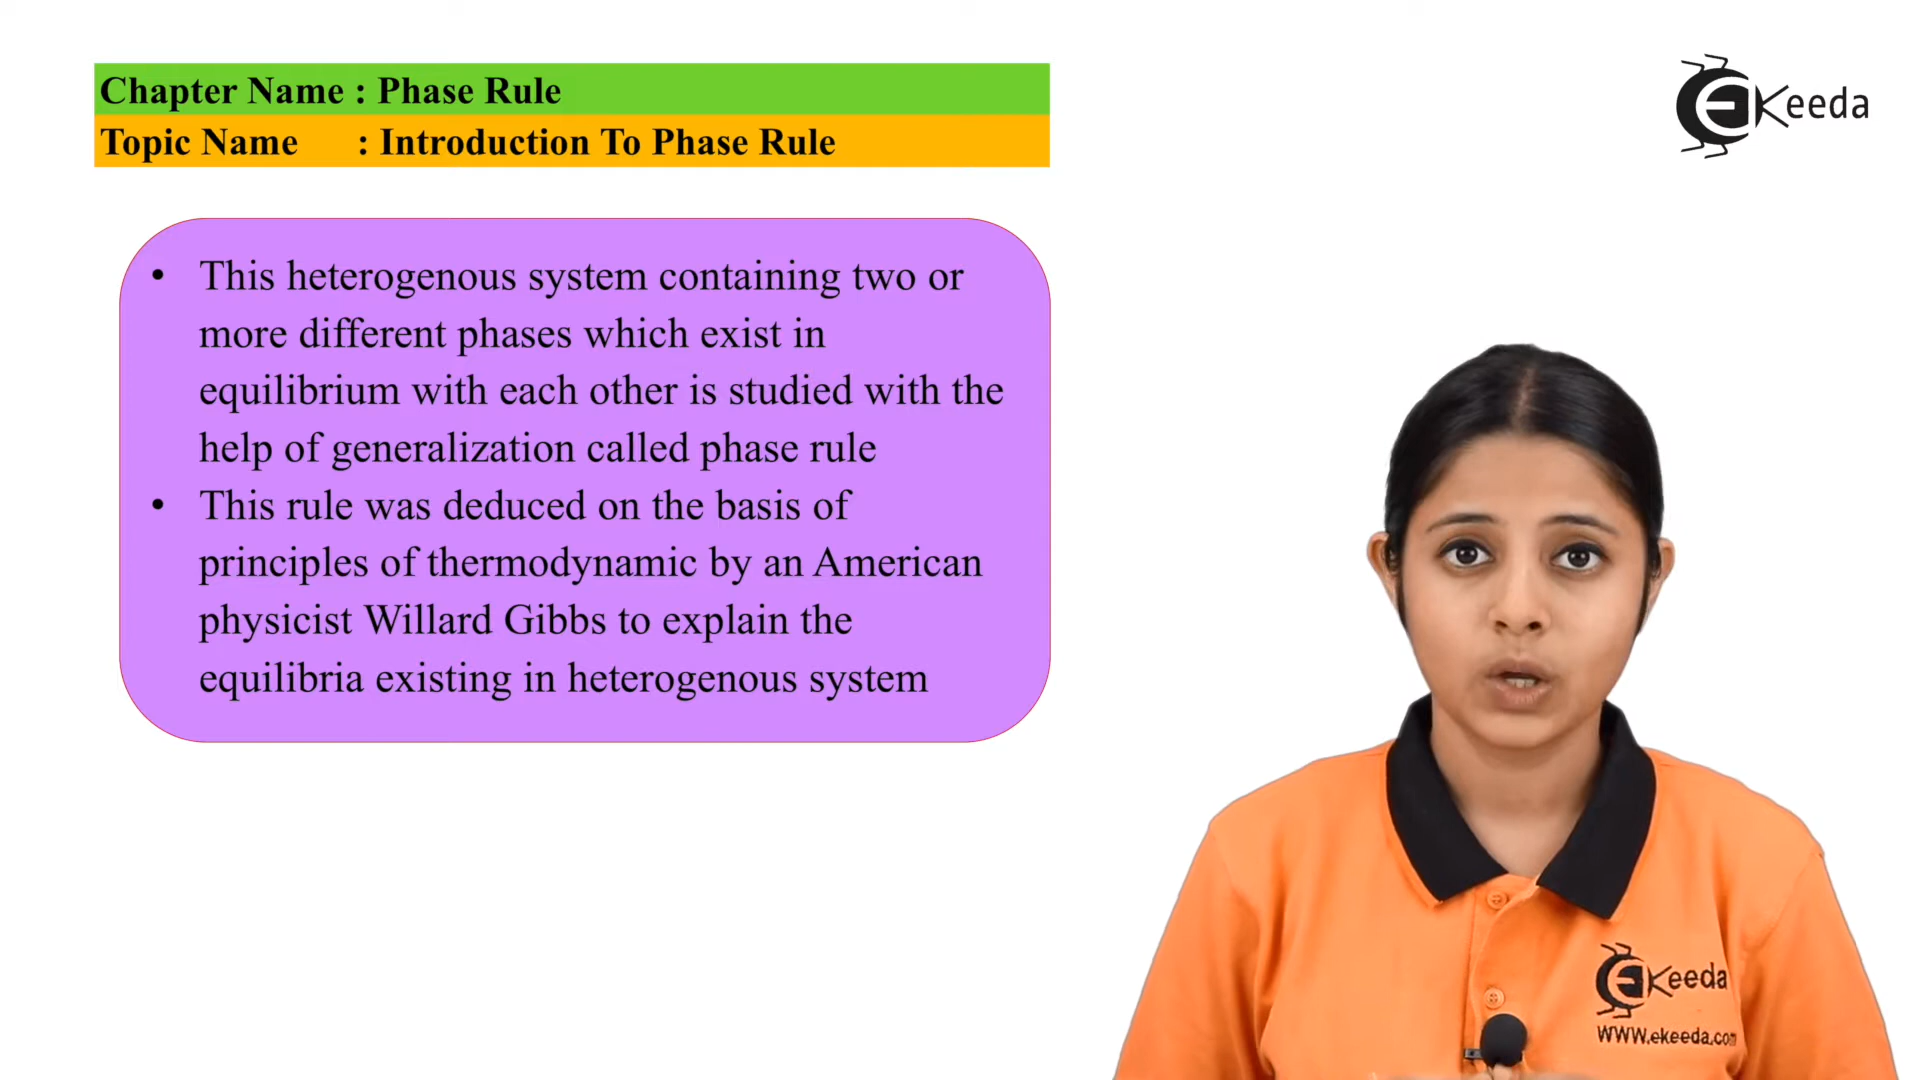 Chapter Name : Phase Rule
Topic Name : Introduction To Phase Rule
EKeeda
• This heterogenous system containing two or
more different phases which exist in
equilibrium with each other is studied with the
help of generalization called phase rule
• This rule was deduced on the basis of
principles of thermodynamic by an American
physicist Willard Gibbs to explain the
equilibria existing in heterogenous system
EKeeda
WWW.ekeeda.com